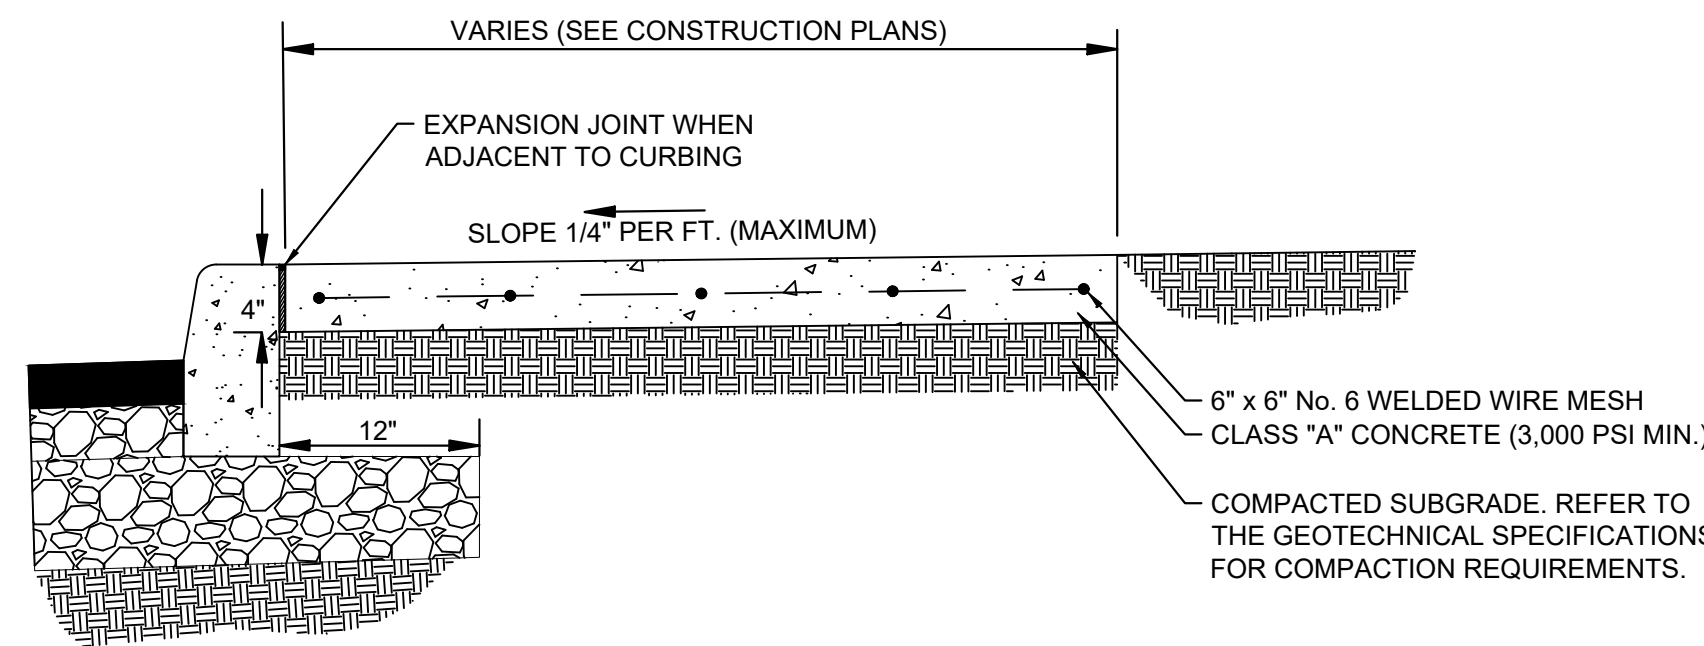 VARIES (SEE CONSTRUCTION PLANS)
EXPANSION JOINT WHEN
ADJACENT TO CURBING
SLOPE 1/4" PER FT. (MAXIMUM)
4"
12"
6" x 6" No. 6 WELDED WIRE MESH
CLASS "A" CONCRETE (3,000 PSI MIN.)
COMPACTED SUBGRADE. REFER TO
THE GEOTECHNICAL SPECIFICATIONS
FOR COMPACTION REQUIREMENTS.